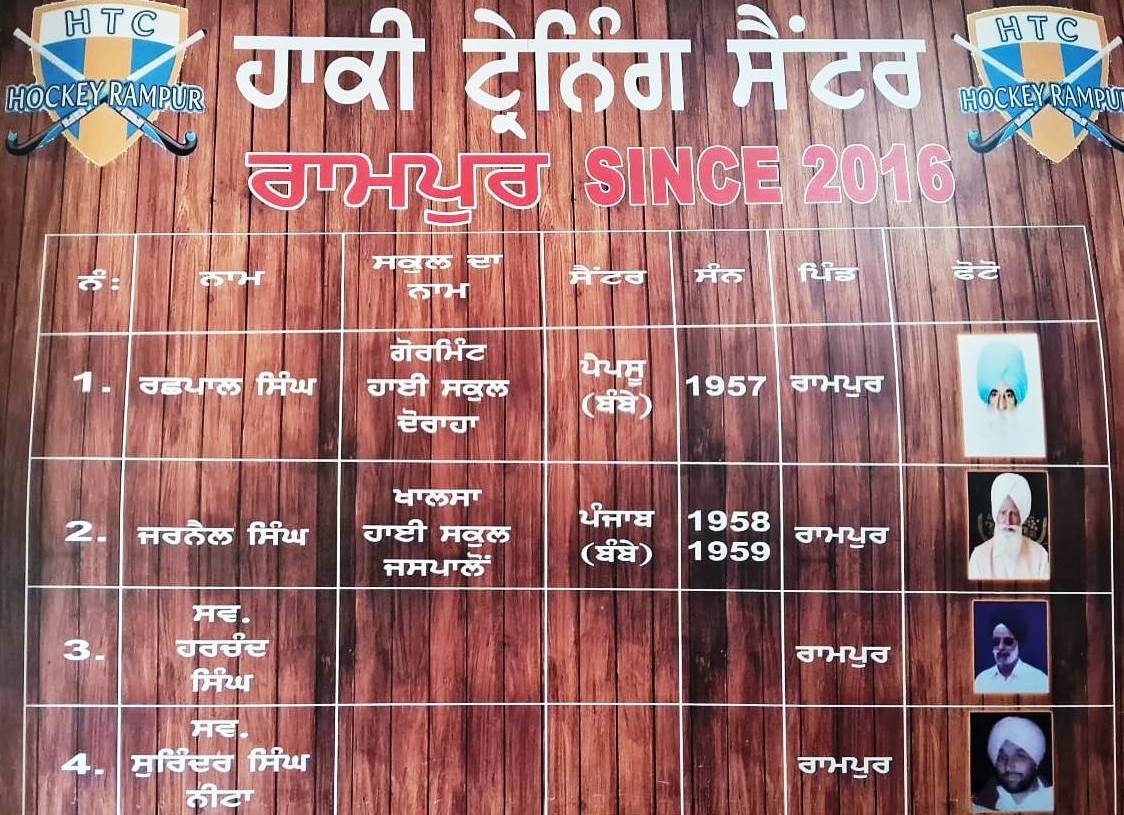 HTC
HOCKEY RAMPUR
ਹਾਕੀ ਟ੍ਰੇਨਿੰਗ ਸੈਂਟਰ
HTC
HOCKEY RAMPUR
ਰਾਮਪੁਰ SINCE 2016
ਨੰ: ਨਾਮ ਸਕੂਲ ਦਾ ਨਾਮ ਸੈਂਟਰ ਸੰਨ ਪਿੰਡ ਫੋਟੋ
1. ਰਛਪਾਲ ਸਿੰਘ ਗੋਰਮਿੰਟ ਹਾਈ ਸਕੂਲ ਦੋਰਾਹਾ ਪੈਪਸੂ (ਬੰਬੇ) 1957 ਰਾਮਪੁਰ
2. ਜਰਨੈਲ ਸਿੰਘ ਖਾਲਸਾ ਹਾਈ ਸਕੂਲ ਜਸਪਾਲੋਂ ਪੰਜਾਬ (ਬੰਬੇ) 1958 1959 ਰਾਮਪੁਰ
3. ਸਵ. ਹਰਚੰਦ ਸਿੰਘ ਰਾਮਪੁਰ
4. ਸਵ. ਸੁਰਿੰਦਰ ਸਿੰਘ ਨੀਟਾ ਰਾਮਪੁਰ